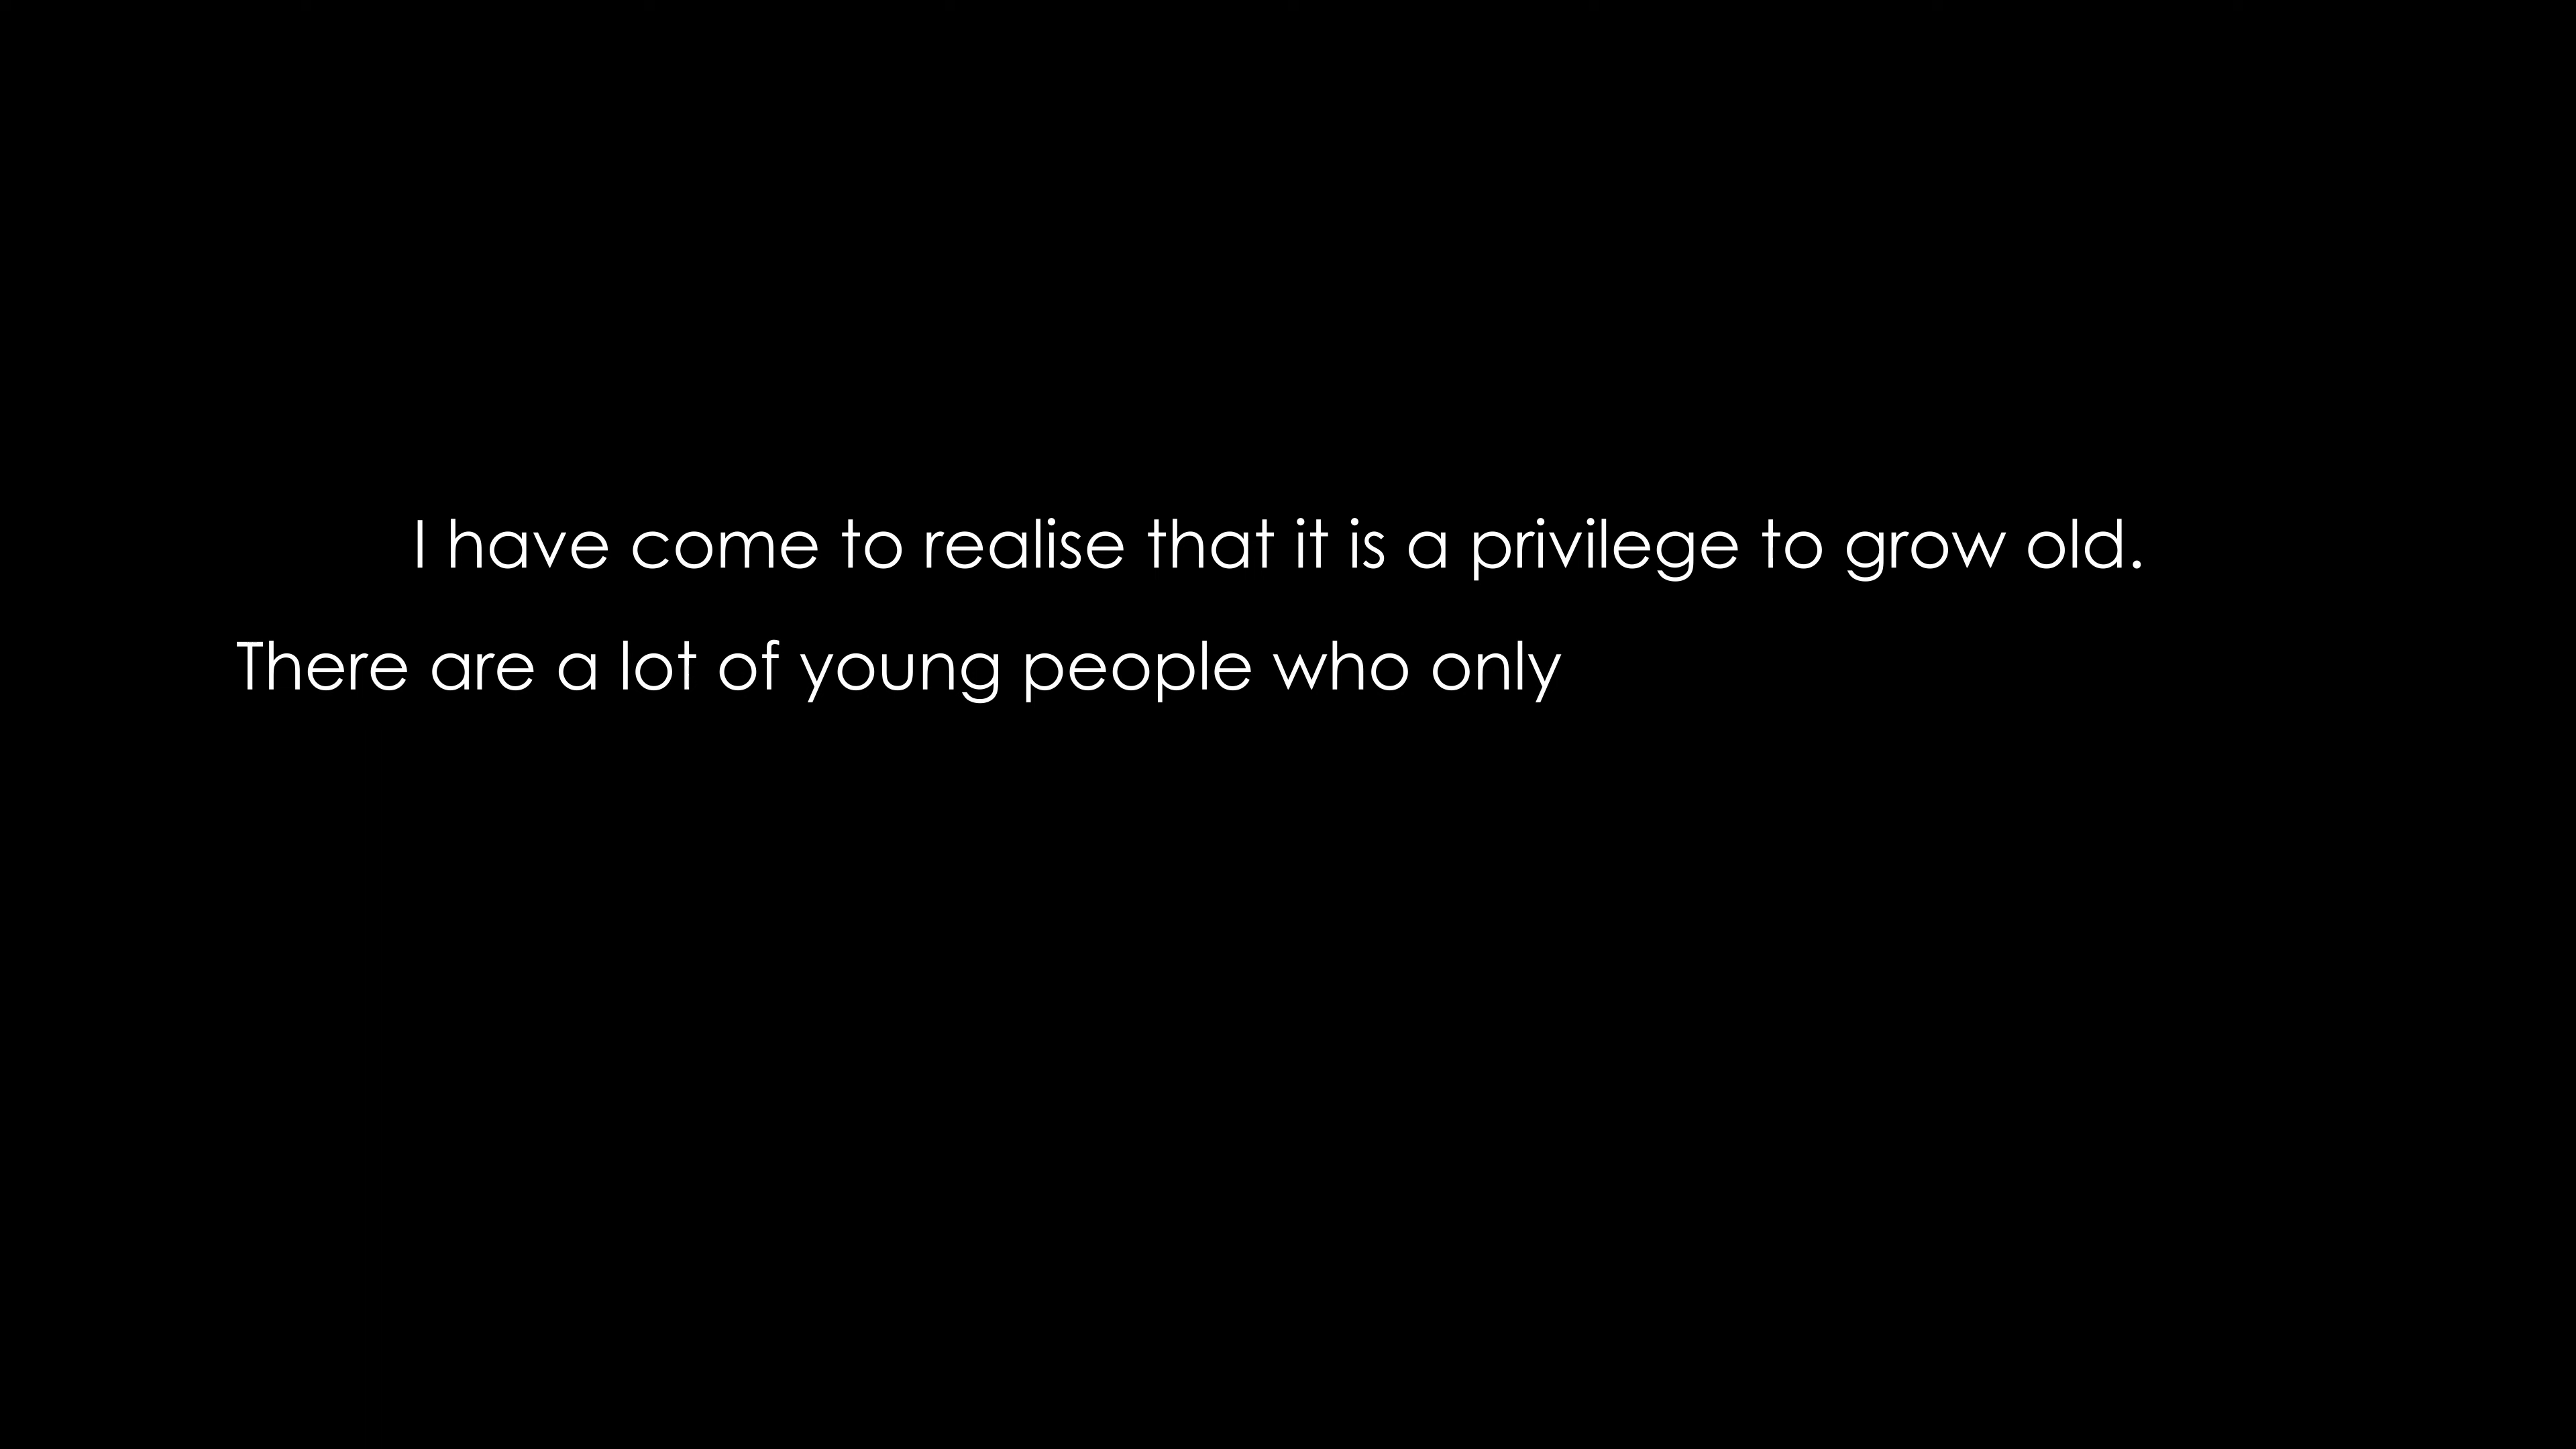 I have come to realise that it is a privilege to grow old.
There are a lot of young people who only